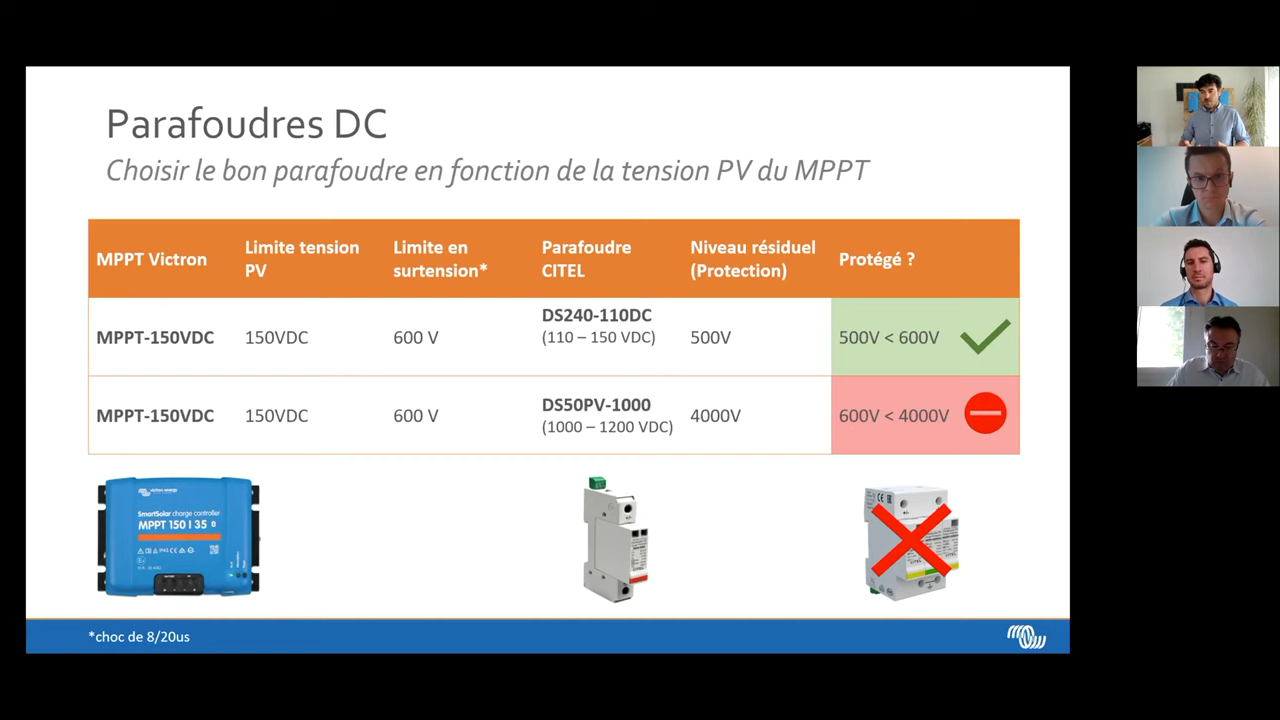 Parafoudres DC
Choisir le bon parafoudre en fonction de la tension PV du MPPT
MPPT Victron
Limite tension
PV
Limite en
surtension*
Parafoudre
CITEL
Niveau résiduel
(Protection)
Protégé ?
MPPT-150VDC
150VDC
600 V
DS240-110DC
(110 – 150 VDC)
500V
500V < 600V
MPPT-150VDC
150VDC
600 V
DS50PV-1000
(1000 – 1200 VDC)
4000V
600V < 4000V
victron energy
SmartSolar charge controller
MPPT 150 | 35
*choc de 8/20us